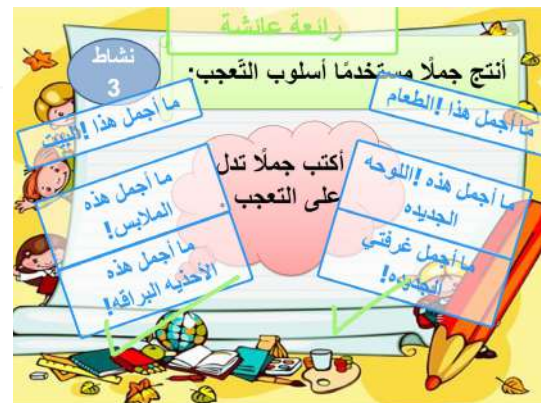 رائعة عائشة
نشاط
3
أنتج جملًا مستخدمًا أسلوب التّعجب:
ما أجمل هذا !الطعام
ما أجمل هذا !البيت
أكتب جملًا تدل
على التعجب .
ما أجمل هذه !اللوحه
الجديده
ما أجمل غرفتي
الجديده!
ما أجمل هذه
الملابس!
ما أجمل هذه
الأحذيه البراقه!